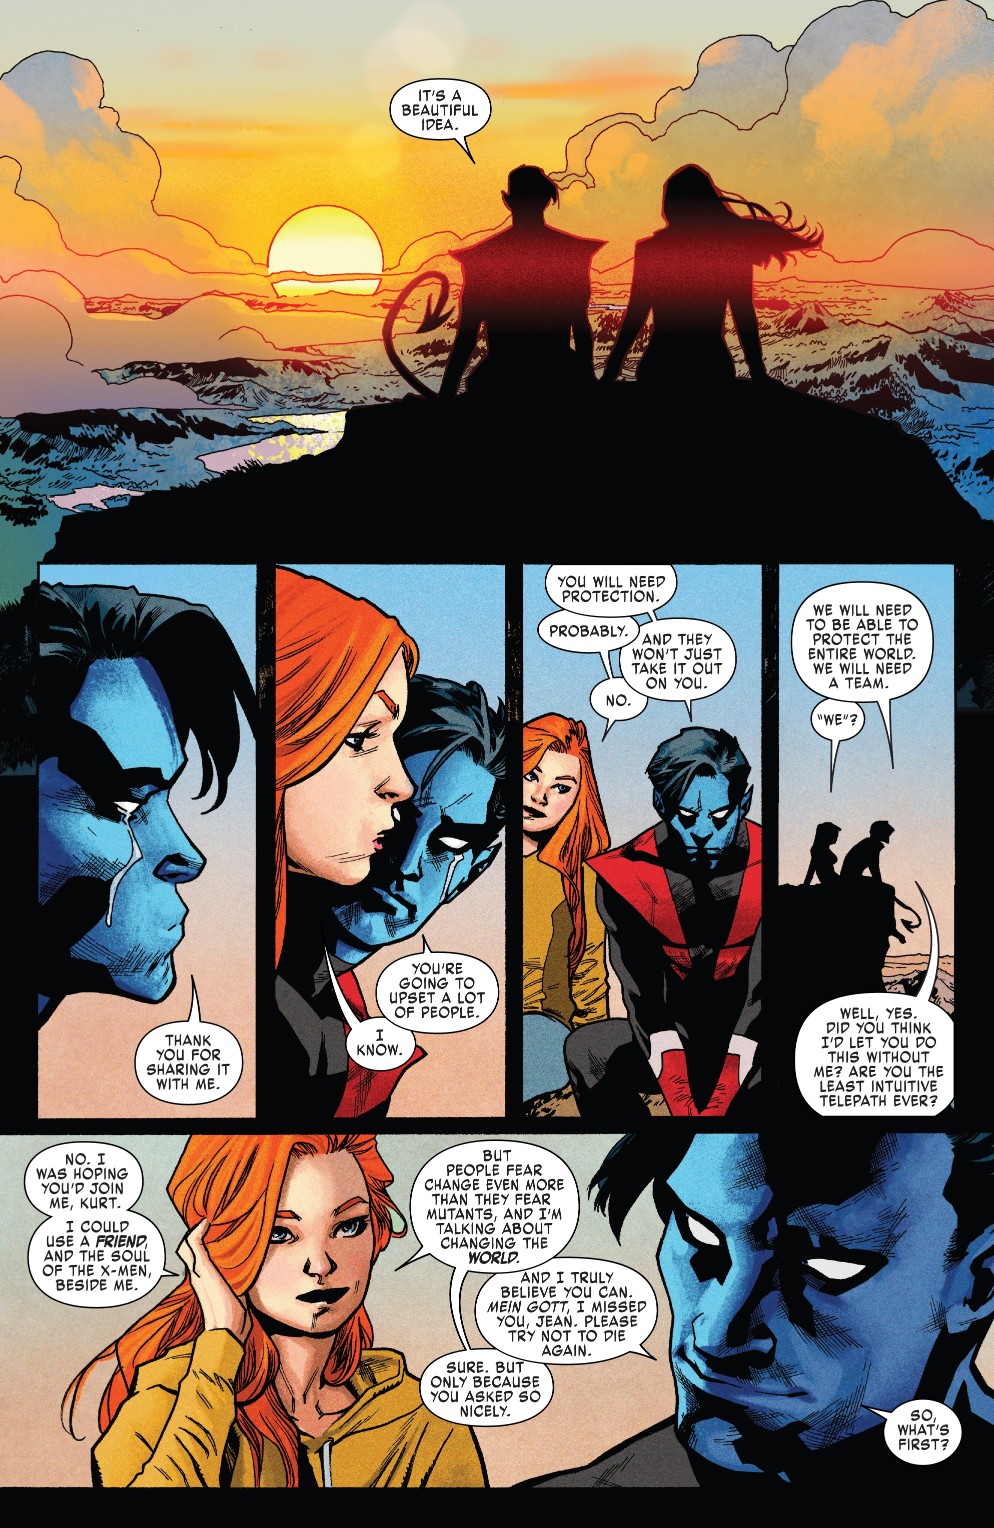 IT'S A
BEAUTIFUL
IDEA.
THANK
YOU FOR
SHARING IT
WITH ME.
YOU'RE
GOING TO
UPSET A LOT
OF PEOPLE.
I
KNOW.
YOU WILL NEED
PROTECTION.
PROBABLY.
AND THEY
WON'T JUST
TAKE IT OUT
ON YOU.
NO.
WE WILL NEED
TO BE ABLE TO
PROTECT THE
ENTIRE WORLD.
WE WILL NEED
A TEAM.
"WE"?
WELL, YES.
DID YOU THINK
I'D LET YOU DO
THIS WITHOUT
ME? ARE YOU THE
LEAST INTUITIVE
TELEPATH EVER?
NO. I
WAS HOPING
YOU'D JOIN
ME, KURT.
I COULD
USE A FRIEND,
AND THE SOUL
OF THE X-MEN,
BESIDE ME.
BUT
PEOPLE FEAR
CHANGE EVEN MORE
THAN THEY FEAR
MUTANTS, AND I'M
TALKING ABOUT
CHANGING THE
WORLD.
AND I TRULY
BELIEVE YOU CAN.
MEIN GOTT, I MISSED
YOU, JEAN. PLEASE
TRY NOT TO DIE
AGAIN.
SURE. BUT
ONLY BECAUSE
YOU ASKED SO
NICELY.
SO,
WHAT'S
FIRST?